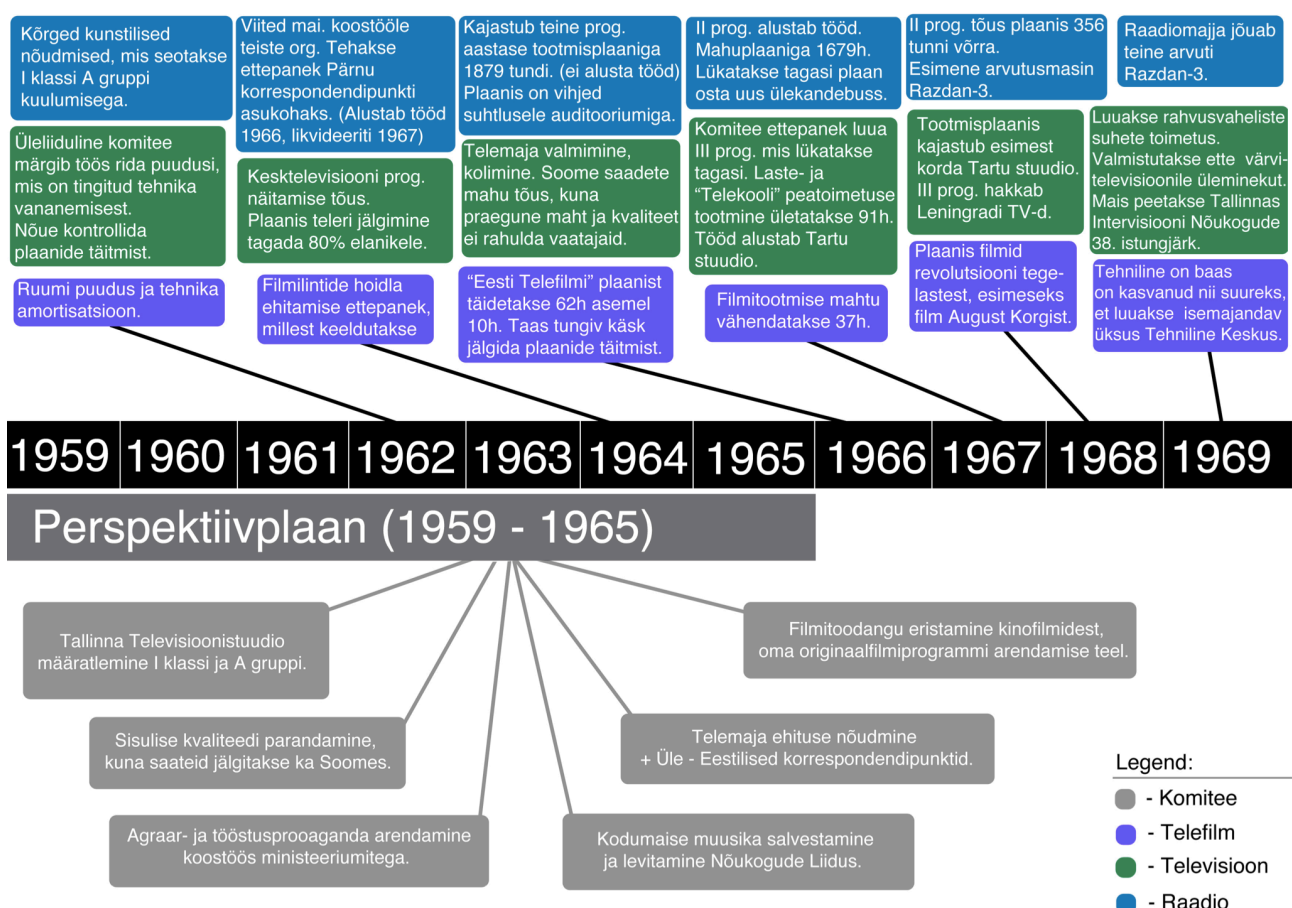 Kõrged kunstilised
nõudmised, mis seotakse
I klassi A gruppi
kuulumisega.
Üleliiduline komitee
märgib töös rida puudusi,
mis on tingitud tehnika
vananemisest.
Nõue kontrollida
plaanide täitmist.
Ruumi puudus ja tehnika
amortisatsioon.
Viited mai. koostööle
teiste org. Tehakse
ettepanek Pärnu
korrespondendipunkti
asukohaks. (Alustab tööd
1966, likvideeriti 1967)
Kesktelevisiooni prog.
näitamise tõus.
Plaanis teleri jälgimine
tagada 80% elanikele.
Filmilintide hoidla
ehitamise ettepanek,
millest keeldutakse
Kajastub teine prog.
aastase tootmisplaaniga
1879 tundi. (ei alusta tööd)
Plaanis on vihjed
suhtlusele auditooriumiga.
Telemaja valmimine,
kolimine. Soome saadete
mahu tõus, kuna
praegune maht ja kvaliteet
ei rahulda vaatajaid.
“Eesti Telefilmi” plaanist
täidetakse 62h asemel
10h. Taas tungiv käsk
jälgida plaanide täitmist.
II prog. alustab tööd.
Mahuplaaniga 1679h.
Lükatakse tagasi plaan
osta uus ülekandebuss.
Komitee ettepanek luua
III prog. mis lükatakse
tagasi. Laste- ja
“Telekooli” peatoimetuse
tootmine ületatakse 91h.
Tööd alustab Tartu
stuudio.
Filmitootmise mahtu
vähendatakse 37h.
II prog. tõus plaanis 356
tunni võrra.
Esimene arvutusmasin
Razdan-3.
Tootmisplaanis
kajastub esimest
korda Tartu stuudio.
III prog. hakkab
Leningradi TV-d.
Plaanis filmid
revolutsiooni tege-
lastest, esimeseks
film August Korgist.
Raadiomajja jõuab
teine arvuti
Razdan-3.
Luuakse rahvusvaheliste
suhete toimetus.
Valmistutakse ette värvi-
televisioonile üleminekut.
Mais peetakse Tallinnas
Intervisiooni Nõukogude
38. istungjärk.
Tehniline on baas
on kasvanud nii suureks,
et luuakse isemajandav
üksus Tehniline Keskus.
1959 1960 1961 1962 1963 1964 1965 1966 1967 1968 1969
Perspektiivplaan (1959 - 1965)
Tallinna Televisioonistuudio
määratlemine I klassi ja A gruppi.
Filmitoodangu eristamine kinofilmidest,
oma originaalfilmiprogrammi arendamise teel.
Sisulise kvaliteedi parandamine,
kuna saateid jälgitakse ka Soomes.
Telemaja ehituse nõudmine
+ Üle - Eestilised korrespondendipunktid.
Agraar- ja tööstusprooaganda arendamine
koostöös ministeeriumitega.
Kodumaise muusika salvestamine
ja levitamine Nõukogude Liidus.
Legend:
- Komitee
- Telefilm
- Televisioon
- Raadio